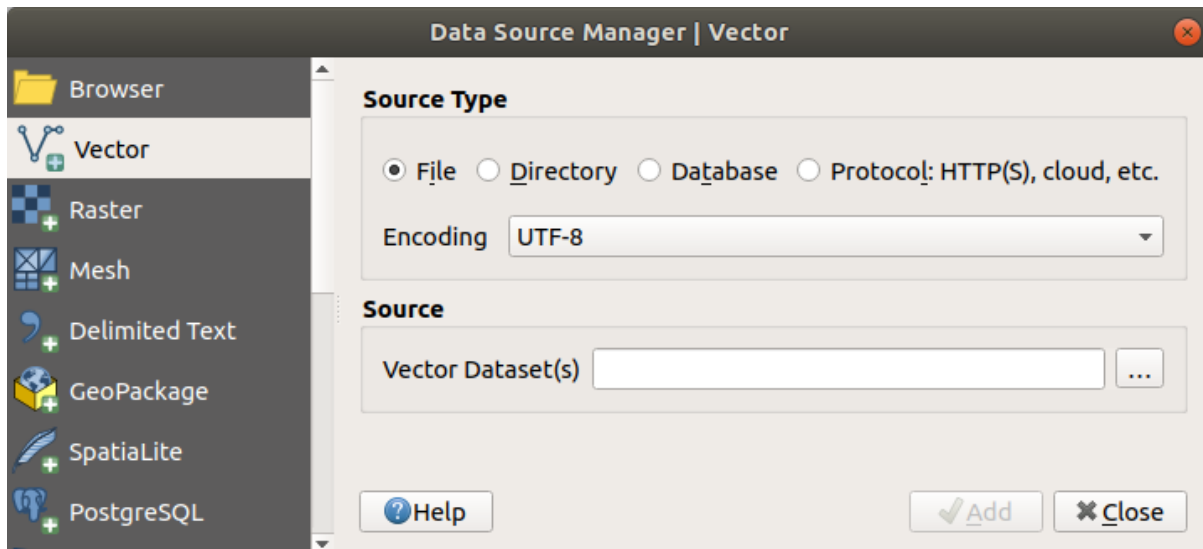 Data Source Manager | Vector
Browser
Vector
Raster
Mesh
Delimited Text
GeoPackage
SpatiaLite
PostgreSQL
Source Type
File Directory Database Protocol: HTTP(S), cloud, etc.
Encoding UTF-8
Source
Vector Dataset(s) ...
Help Add Close